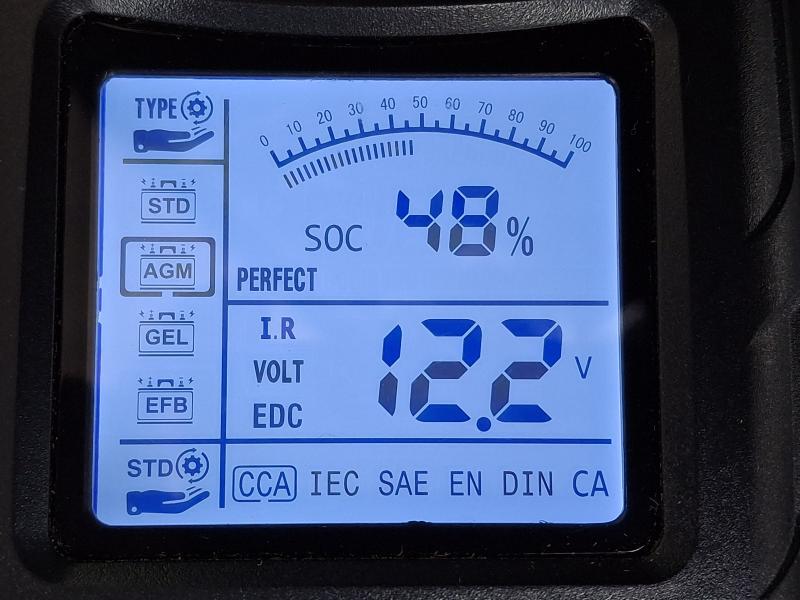 TYPE
0 10 20 30 40 50 60 70 80 90 100
STD
SOC 48%
AGM
PERFECT
GEL
I.R
VOLT 12.2 V
EFB
EDC
STD
CCA IEC SAE EN DIN CA